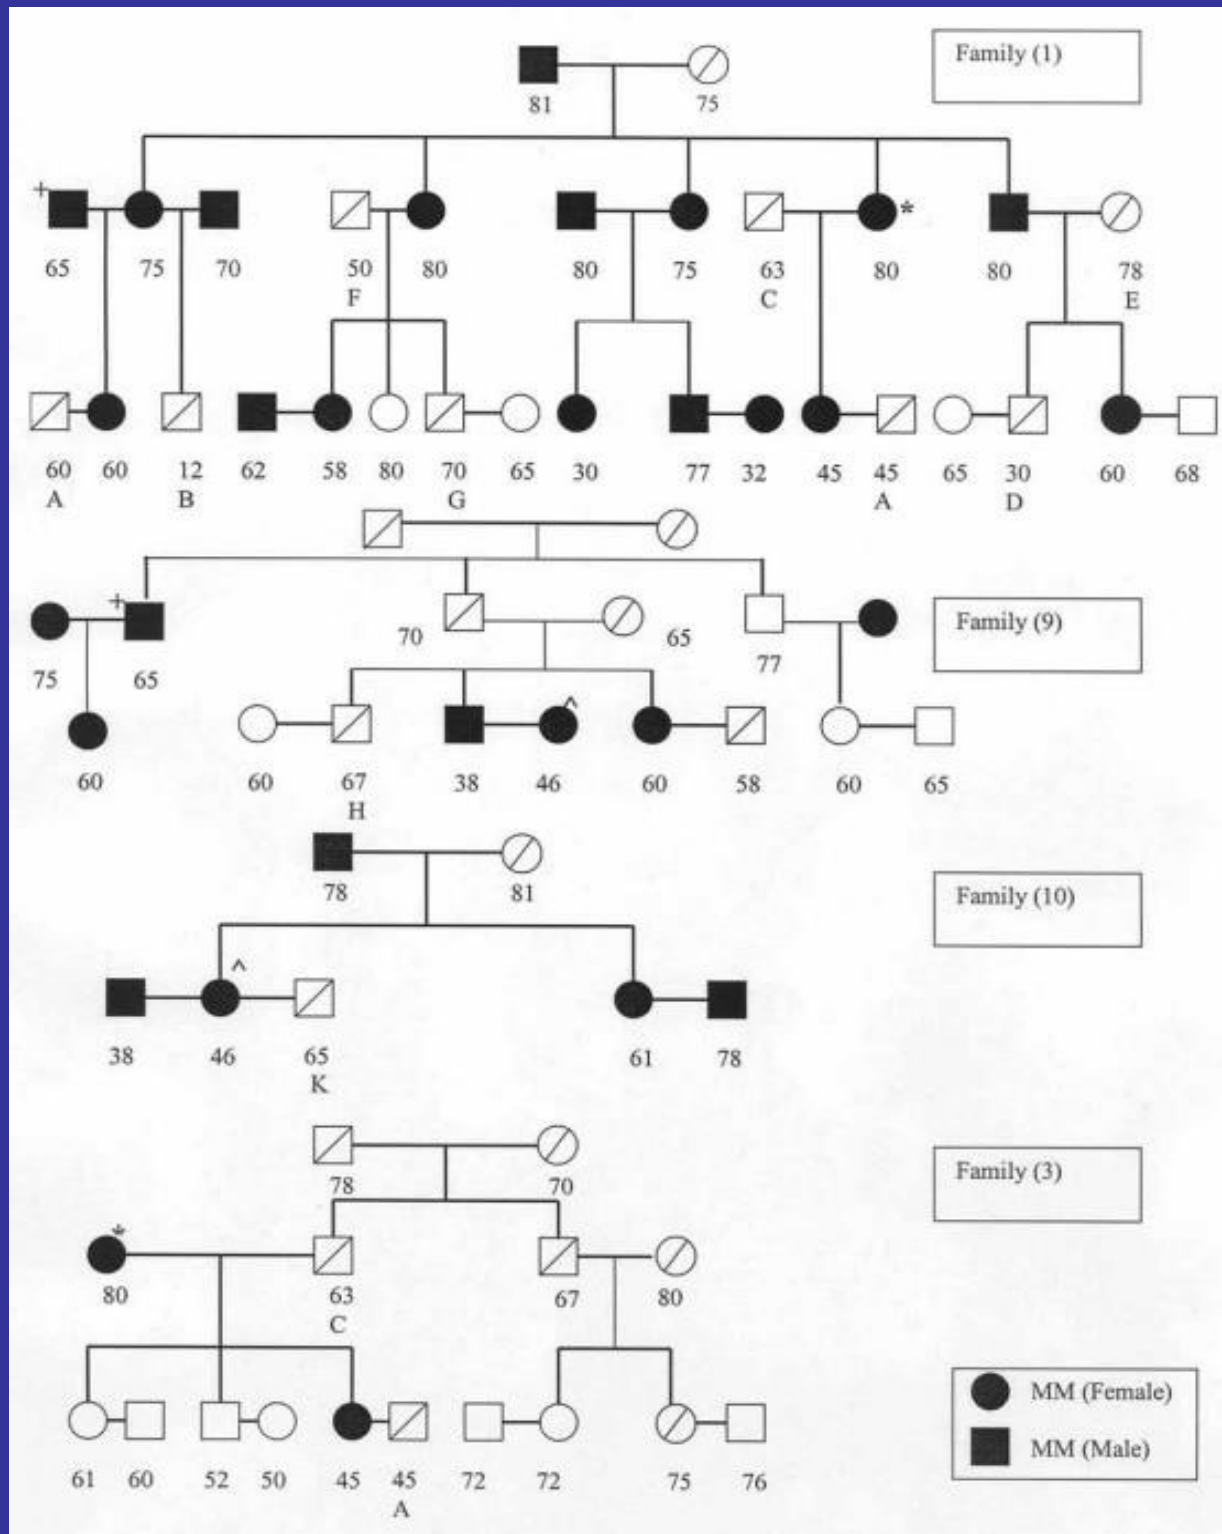 Family (1)
81 75
+
*
65 75 70 50 80 80 75 63 80 80 78
F C E
60 60 12 62 58 80 70 65 30 77 32 45 45 65 30 60 68
A B G A D
+
Family (9)
70 65
75 65 77
^
60 60 67 38 46 60 58 60 65
H
78 81
Family (10)
^
38 46 65 61 78
K
78 70
Family (3)
*
80 63 67 80
C
MM (Female)
MM (Male)
61 60 52 50 45 45 72 72 75 76
A